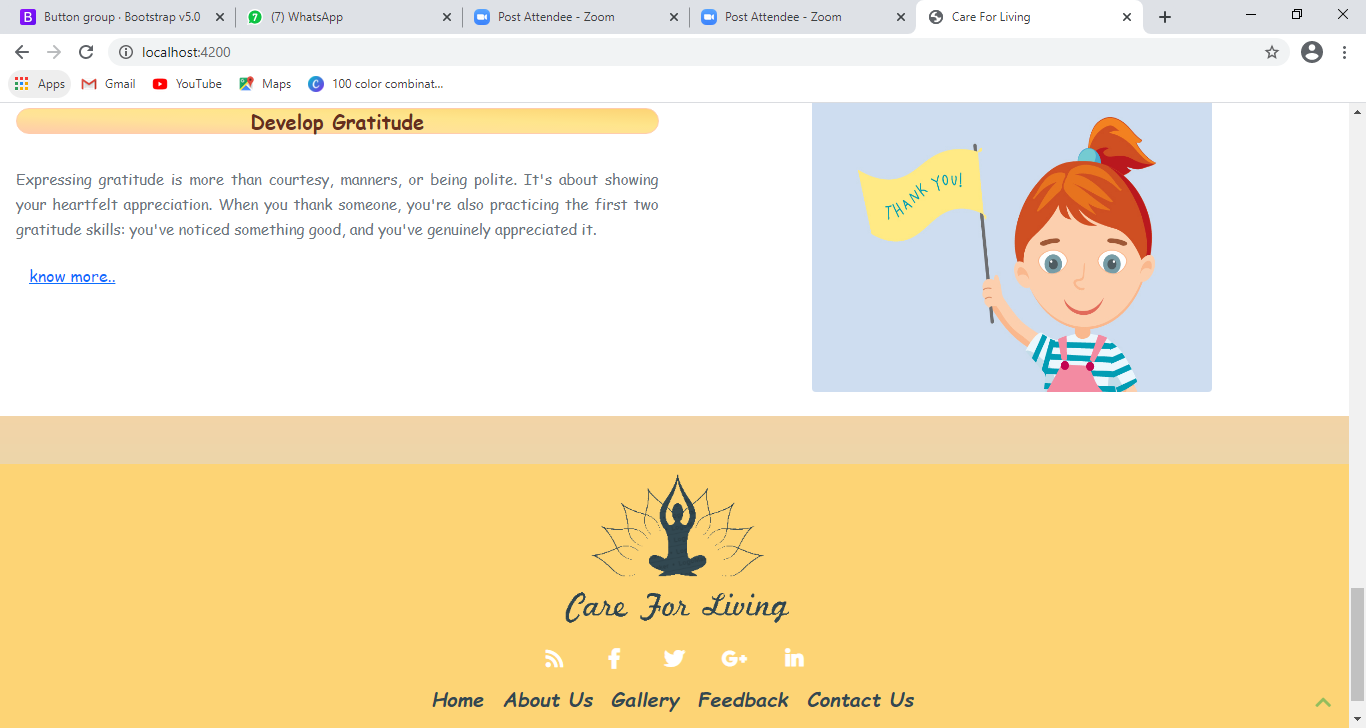 Button group · Bootstrap v5.0
(7) WhatsApp
Post Attendee - Zoom
Post Attendee - Zoom
Care For Living
localhost:4200
Apps
Gmail
YouTube
Maps
100 color combinat...
Develop Gratitude
Expressing gratitude is more than courtesy, manners, or being polite. It's about showing
your heartfelt appreciation. When you thank someone, you're also practicing the first two
gratitude skills: you've noticed something good, and you've genuinely appreciated it.
know more..
THANK YOU!
Care For Living
Home About Us Gallery Feedback Contact Us